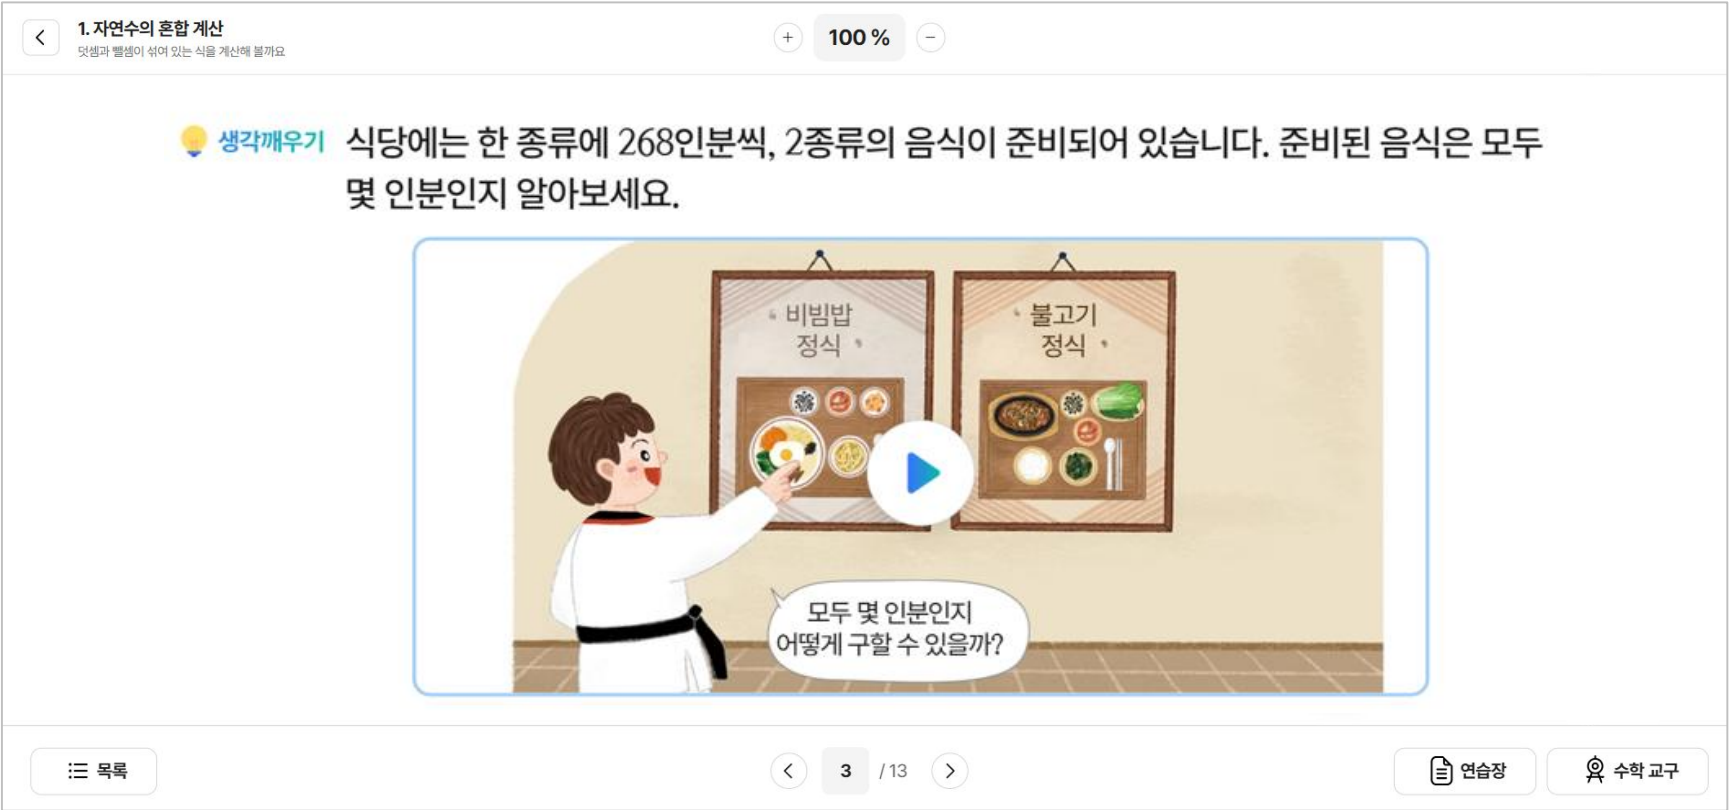 1. 자연수의 혼합 계산
덧셈과 뺄셈이 섞여 있는 식을 계산해 볼까요
100 %
생각깨우기 식당에는 한 종류에 268인분씩, 2종류의 음식이 준비되어 있습니다. 준비된 음식은 모두
몇 인분인지 알아보세요.
비빔밥
정식
불고기
정식
모두 몇 인분인지
어떻게 구할 수 있을까?
목록
3 / 13
연습장
수학 교구